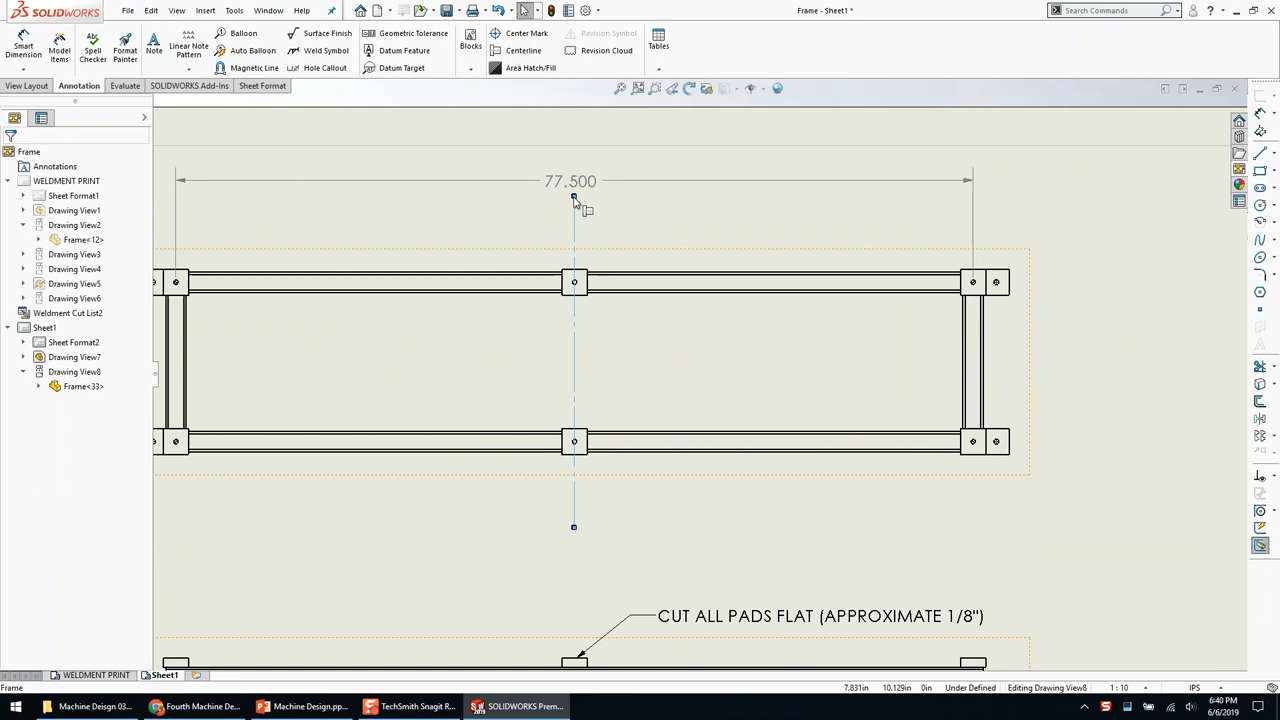 SOLIDWORKS File Edit View Insert Tools Window Help Frame - Sheet1 * Search Commands ?
Smart Dimension Model Items Spell Checker Format Painter Note Linear Note Pattern Balloon Auto Balloon Magnetic Line Surface Finish Weld Symbol Hole Callout Geometric Tolerance Datum Feature Datum Target Blocks Center Mark Centerline Area Hatch/Fill Revision Symbol Revision Cloud Tables
View Layout Annotation Evaluate SOLIDWORKS Add-Ins Sheet Format
Frame
Annotations
WELDMENT PRINT
Sheet Format1
Drawing View1
Drawing View2
Frame<12>
Drawing View3
Drawing View4
Drawing View5
Drawing View6
Weldment Cut List2
Sheet1
Sheet Format2
Drawing View7
Drawing View8
Frame<33>
77.500
CUT ALL PADS FLAT (APPROXIMATE 1/8")
WELDMENT PRINT Sheet1
Frame 7.831in 10.129in 0in Under Defined Editing Drawing View8 1 : 10 IPS
Machine Deisgn 03... Fourth Machine De... Machine Design.pp... TechSmith Snagit R... SOLIDWORKS Prem... 6:40 PM
6/6/2019